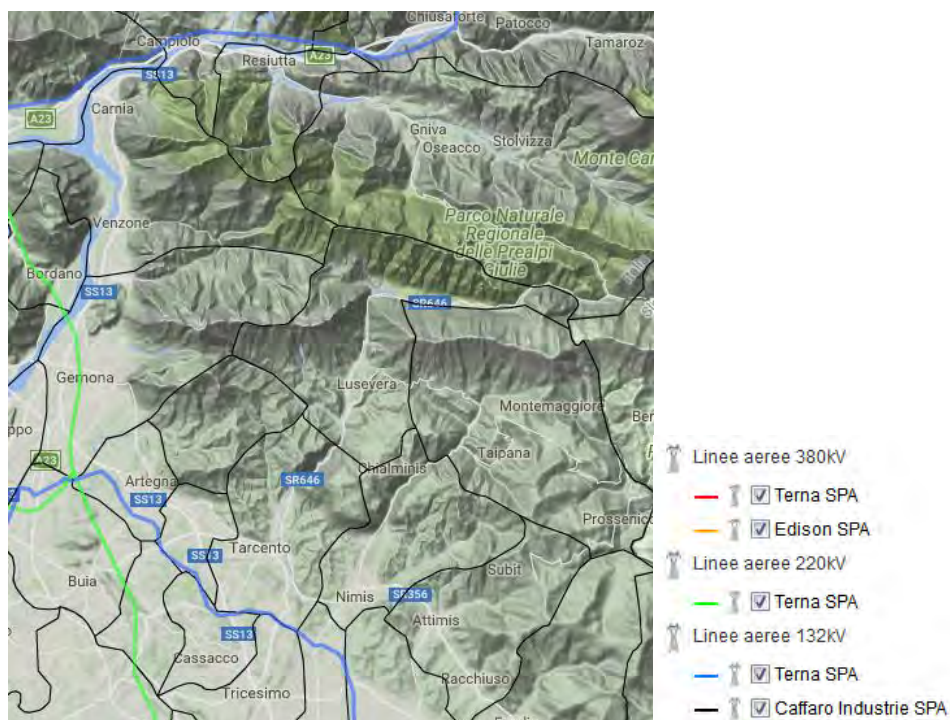 Chiusaforte
Patocco
Campiolo
Tamaroz
Resiutta
A23
SS13
Carnia
A23
Gniva
Oseacco
Stolvizza
Monte Car
Venzone
Parco Naturale
Regionale
delle Prealpi
Giulie
Bordano
SS13
SR646
Gemona
Lusevera
Montemaggiore
ppo
Taipana
A23
Chialminis
Artegna
SR646
SS13
Prossenico
SS13
Tarcento
Subit
Buia
Nimis
SR356
Attimis
SS13
Cassacco
Racchiuso
Tricesimo
Linee aeree 380kV
Terna SPA
Edison SPA
Linee aeree 220kV
Terna SPA
Linee aeree 132kV
Terna SPA
Caffaro Industrie SPA